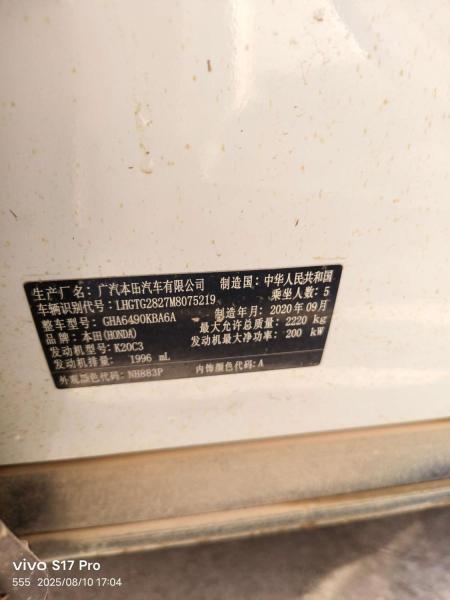 生产厂名：广汽本田汽车有限公司 制造国：中华人民共和国
车辆识别代号：LHGTG2827M8075219 乘坐人数：5
整车型号：GHA6490KBA6A 制造年月：2020年09月
品牌：本田(HONDA) 最大允许总质量：2220 kg
发动机型号：K20C3 发动机最大净功率：200 kW
发动机排量：1996 mL
外观颜色代码：NH883P 内饰颜色代码：A
vivo S17 Pro
555 2025/08/10 17:04